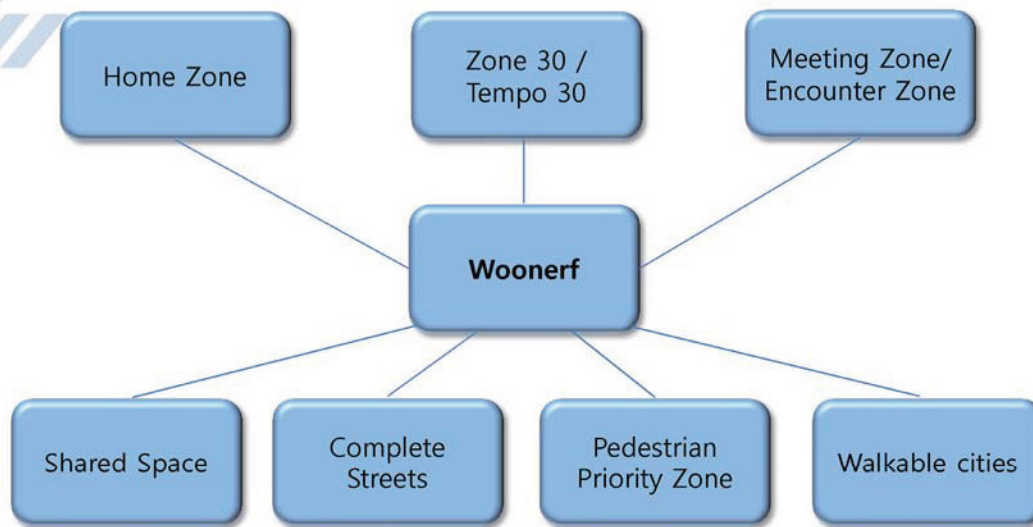 Home Zone
Zone 30 /
Tempo 30
Meeting Zone/
Encounter Zone
Woonerf
Shared Space
Complete
Streets
Pedestrian
Priority Zone
Walkable cities